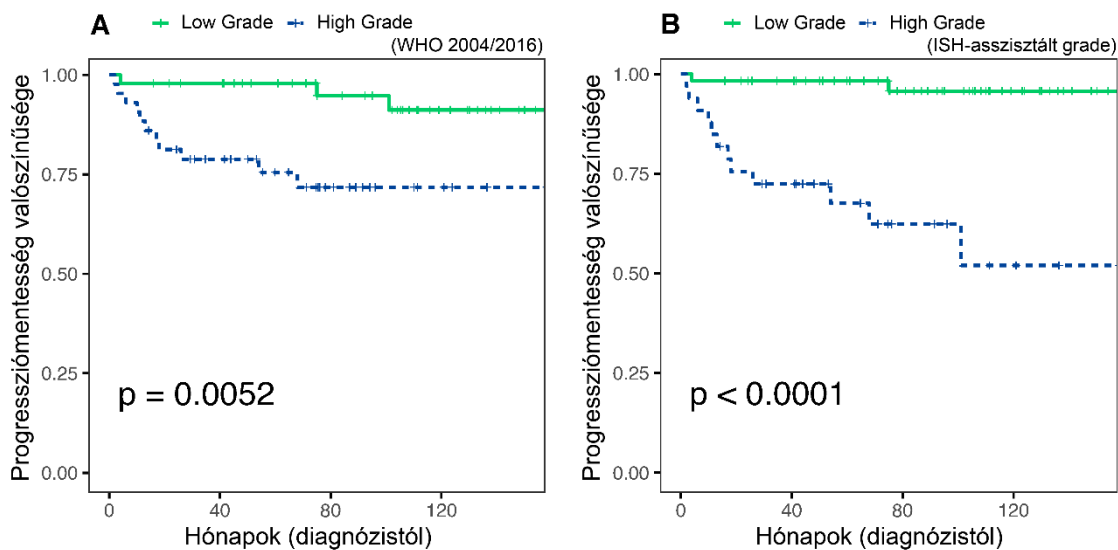 A
Low Grade High Grade
(WHO 2004/2016)
Progressziómentesség valószínűsége
1.00
0.75
0.50
0.25
0.00
p = 0.0052
0 40 80 120
Hónapok (diagnózistól)
B
Low Grade High Grade
(ISH-asszisztált grade)
Progressziómentesség valószínűsége
1.00
0.75
0.50
0.25
0.00
p < 0.0001
0 40 80 120
Hónapok (diagnózistól)